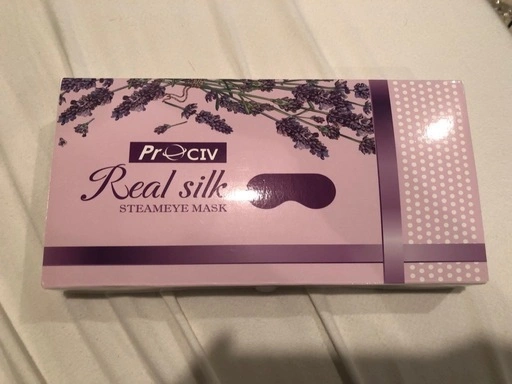 PrOCIV
Real silk
STEAMEYE MASK